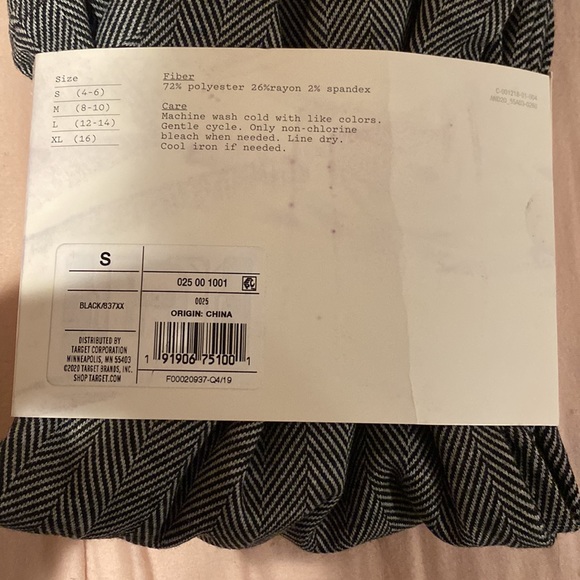 Size
S (4-6)
M (8-10)
L (12-14)
XL (16)
Fiber
72% polyester 26%rayon 2% spandex
Care
Machine wash cold with like colors.
Gentle cycle. Only non-chlorine
bleach when needed. Line dry.
Cool iron if needed.
S
025 00 1001
BLACK/837XX
0025
ORIGIN: CHINA
DISTRIBUTED BY
TARGET CORPORATION
MINNEAPOLIS, MN 55403
©2020 TARGET BRANDS, INC.
SHOP TARGET.COM
1 91906 75100 1
F00020937-Q4/19